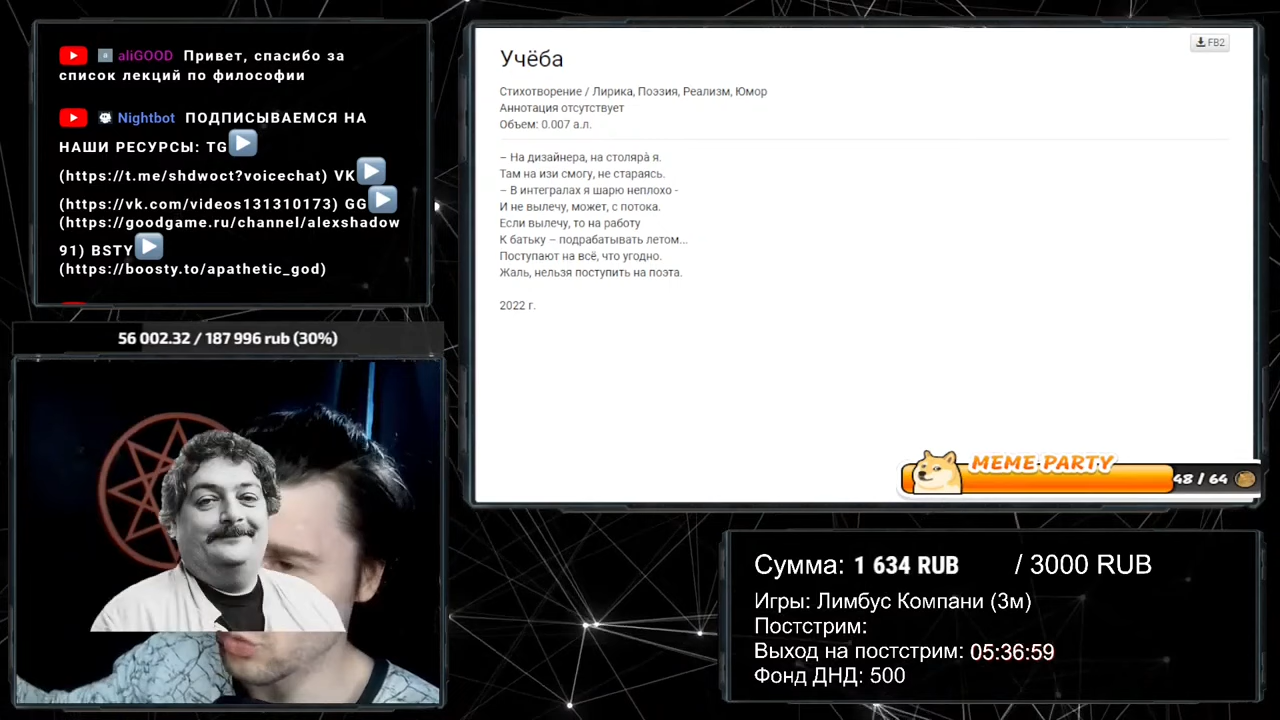 aliGOOD Привет, спасибо за
список лекций по философии
Nightbot ПОДПИСЫВАЕМСЯ НА
НАШИ РЕСУРСЫ: TG
(https://t.me/shdwoct?voicechat) VK
(https://vk.com/videos131310173) GG
(https://goodgame.ru/channel/alexshadow
91) BSTY
(https://boosty.to/apathetic_god)
56 002.32 / 187 996 rub (30%)
FB2
Учёба
Стихотворение / Лирика, Поэзия, Реализм, Юмор
Аннотация отсутствует
Объем: 0.007 а.л.
– На дизайнера, на столяра̀ я.
Там на изи смогу, не стараясь.
– В интегралах я шарю неплохо -
И не вылечу, может, с потока.
Если вылечу, то на работу
К батьку – подрабатывать летом...
Поступают на всё, что угодно.
Жаль, нельзя поступить на поэта.
2022 г.
MEME PARTY
48 / 64
Сумма: 1 634 RUB / 3000 RUB
Игры: Лимбус Компани (3м)
Постстрим:
Выход на постстрим: 05:36:59
Фонд ДНД: 500